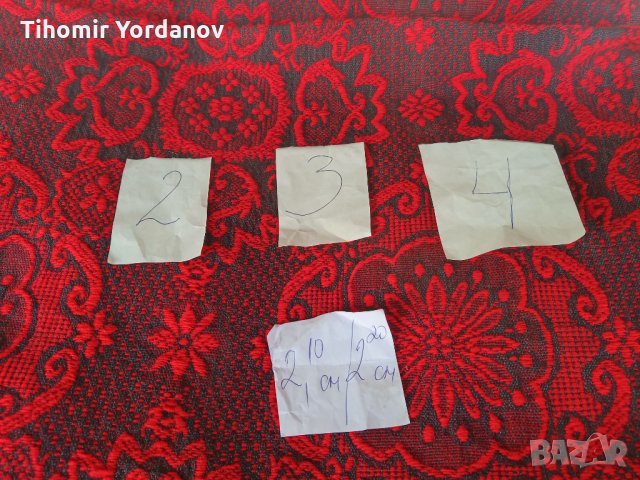 Tihomir Yordanov
2 3 4
2,10 см / 2 20 см
BAZAR